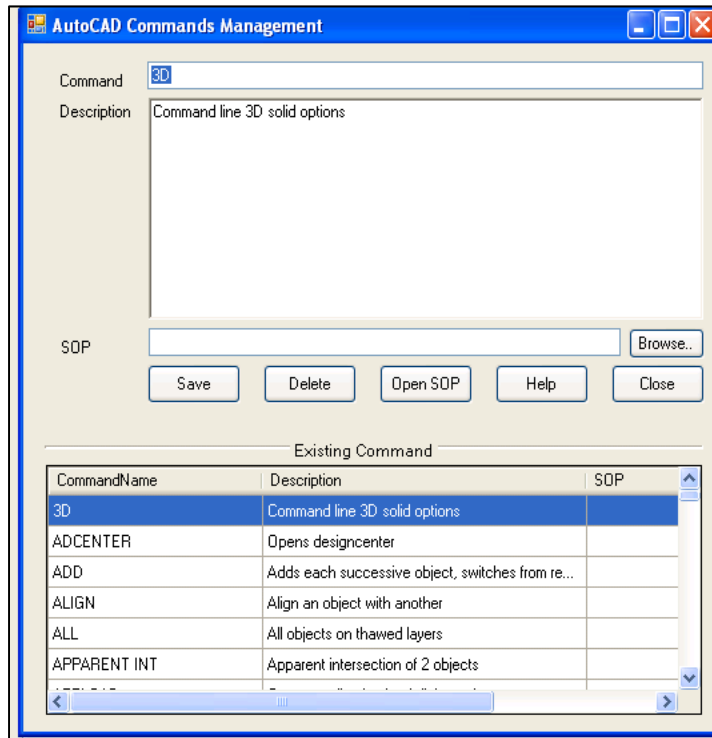 AutoCAD Commands Management
Command 3D
Description Command line 3D solid options
SOP Browse..
Save Delete Open SOP Help Close
Existing Command
CommandName Description SOP
3D Command line 3D solid options
ADCENTER Opens designcenter
ADD Adds each successive object, switches from re...
ALIGN Align an object with another
ALL All objects on thawed layers
APPARENT INT Apparent intersection of 2 objects